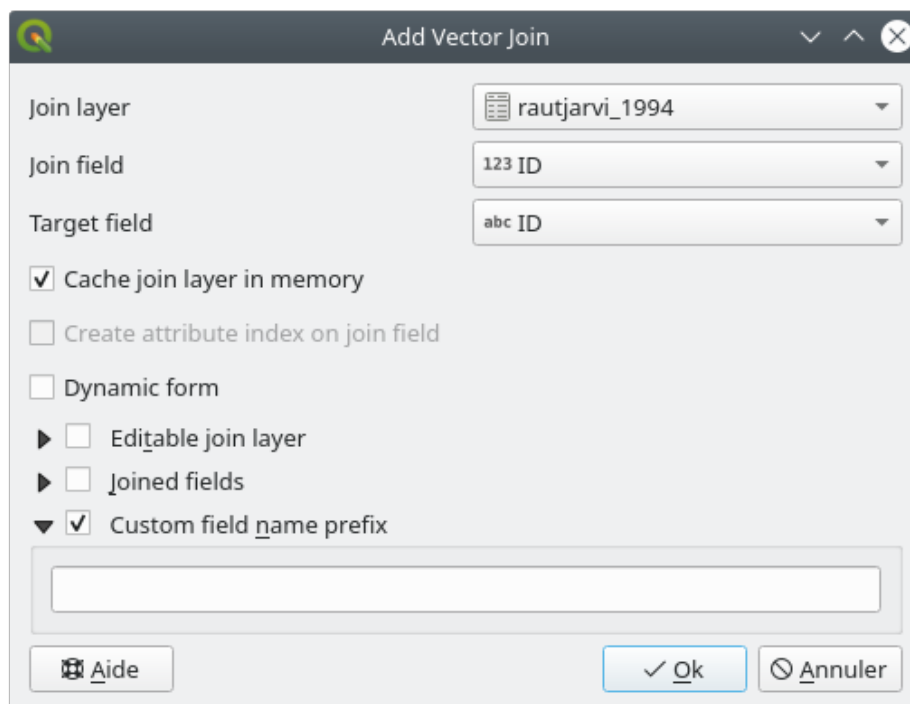 Add Vector Join
Join layer rautjarvi_1994
Join field 123 ID
Target field abc ID
Cache join layer in memory
Create attribute index on join field
Dynamic form
Editable join layer
Joined fields
Custom field name prefix
Aide Ok Annuler